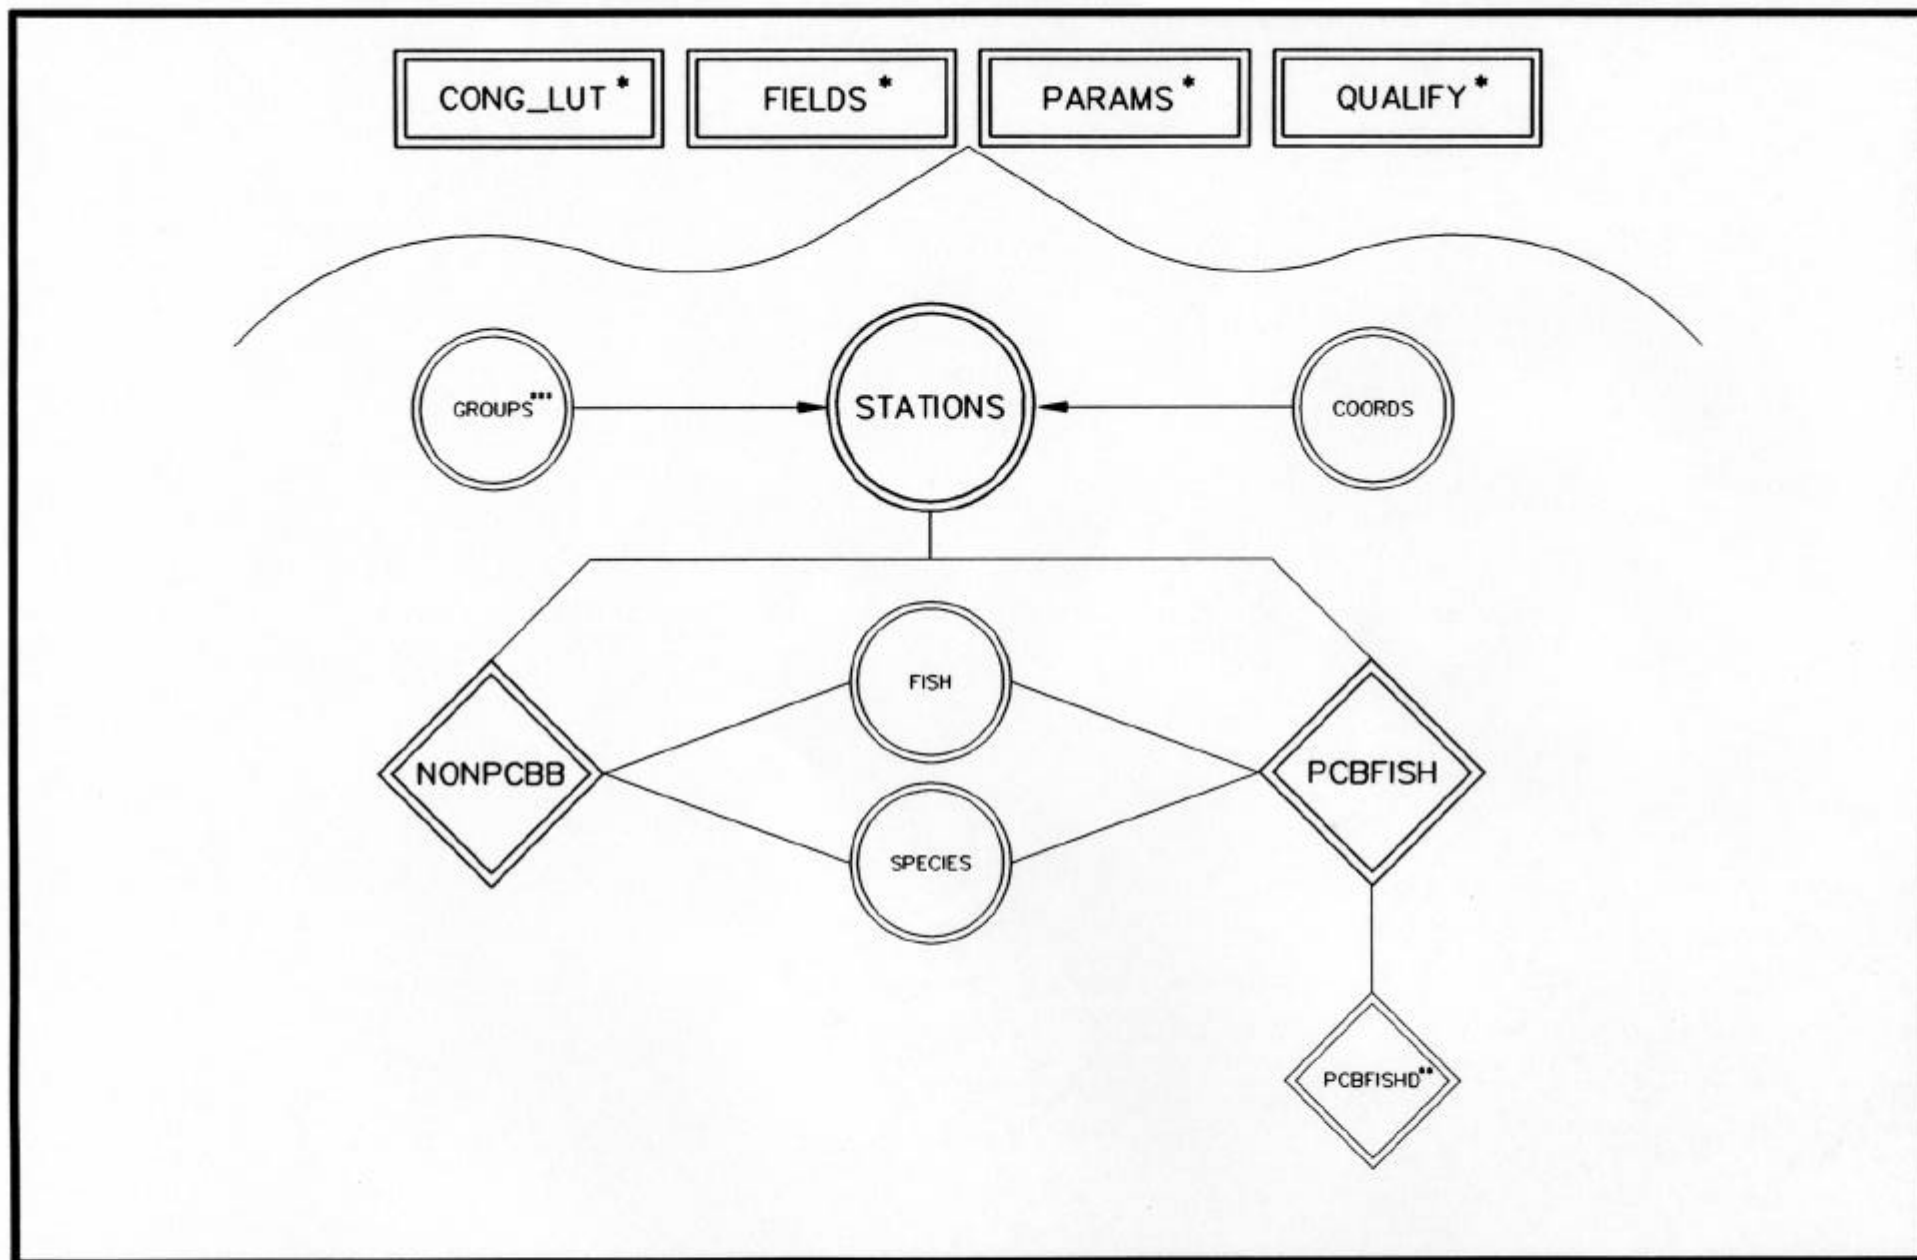 CONG_LUT *
FIELDS *
PARAMS *
QUALIFY *
GROUPS ***
STATIONS
COORDS
FISH
NONPCBB
PCBFISH
SPECIES
PCBFISHD **